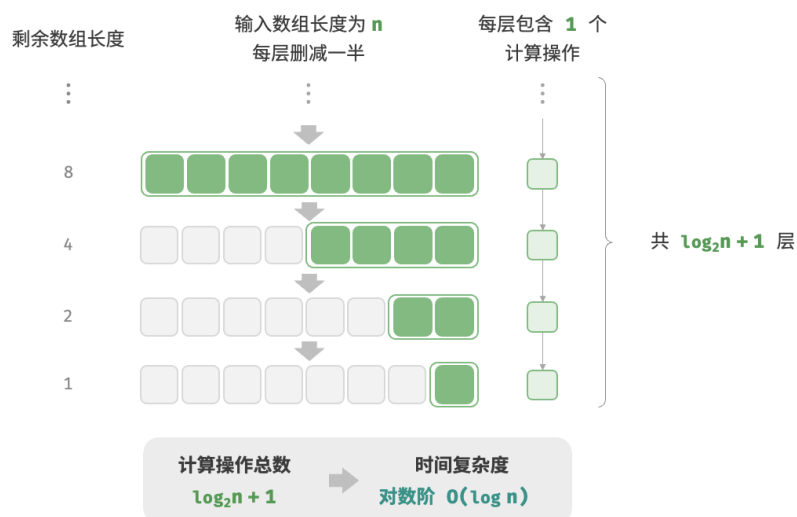 剩余数组长度
输入数组长度为 n
每层删减一半
每层包含 1 个
计算操作
8
4
2
1
共 log₂n + 1 层
计算操作总数
log₂n + 1
时间复杂度
对数阶 O(log n)